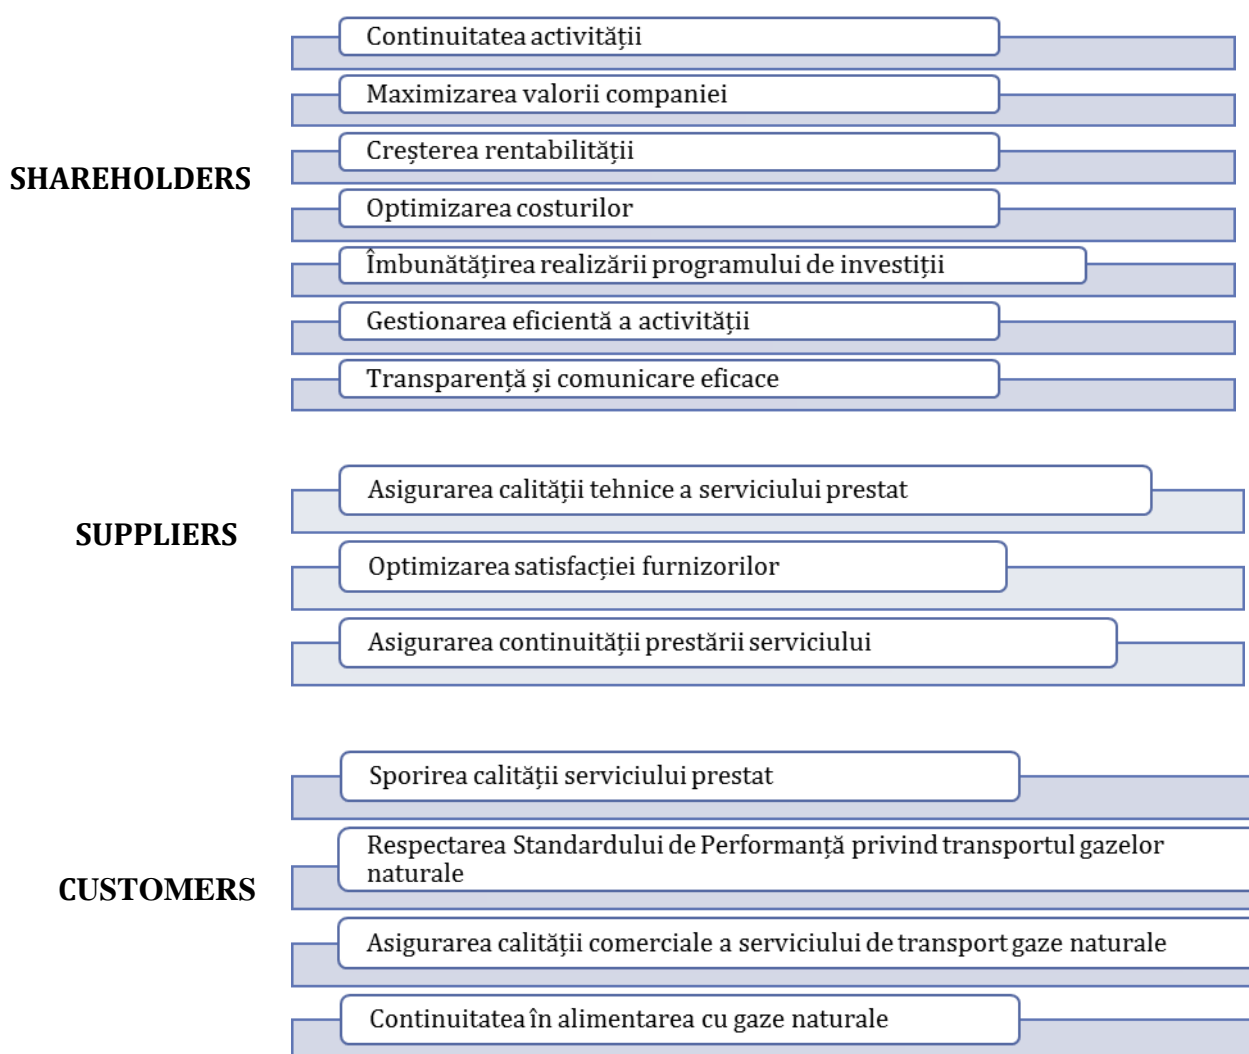 SHAREHOLDERS
Continuitatea activității
Maximizarea valorii companiei
Creșterea rentabilității
Optimizarea costurilor
Îmbunătățirea realizării programului de investiții
Gestionarea eficientă a activității
Transparență și comunicare eficace
SUPPLIERS
Asigurarea calității tehnice a serviciului prestat
Optimizarea satisfacției furnizorilor
Asigurarea continuității prestării serviciului
CUSTOMERS
Sporirea calității serviciului prestat
Respectarea Standardului de Performanță privind transportul gazelor
naturale
Asigurarea calității comerciale a serviciului de transport gaze naturale
Continuitatea în alimentarea cu gaze naturale